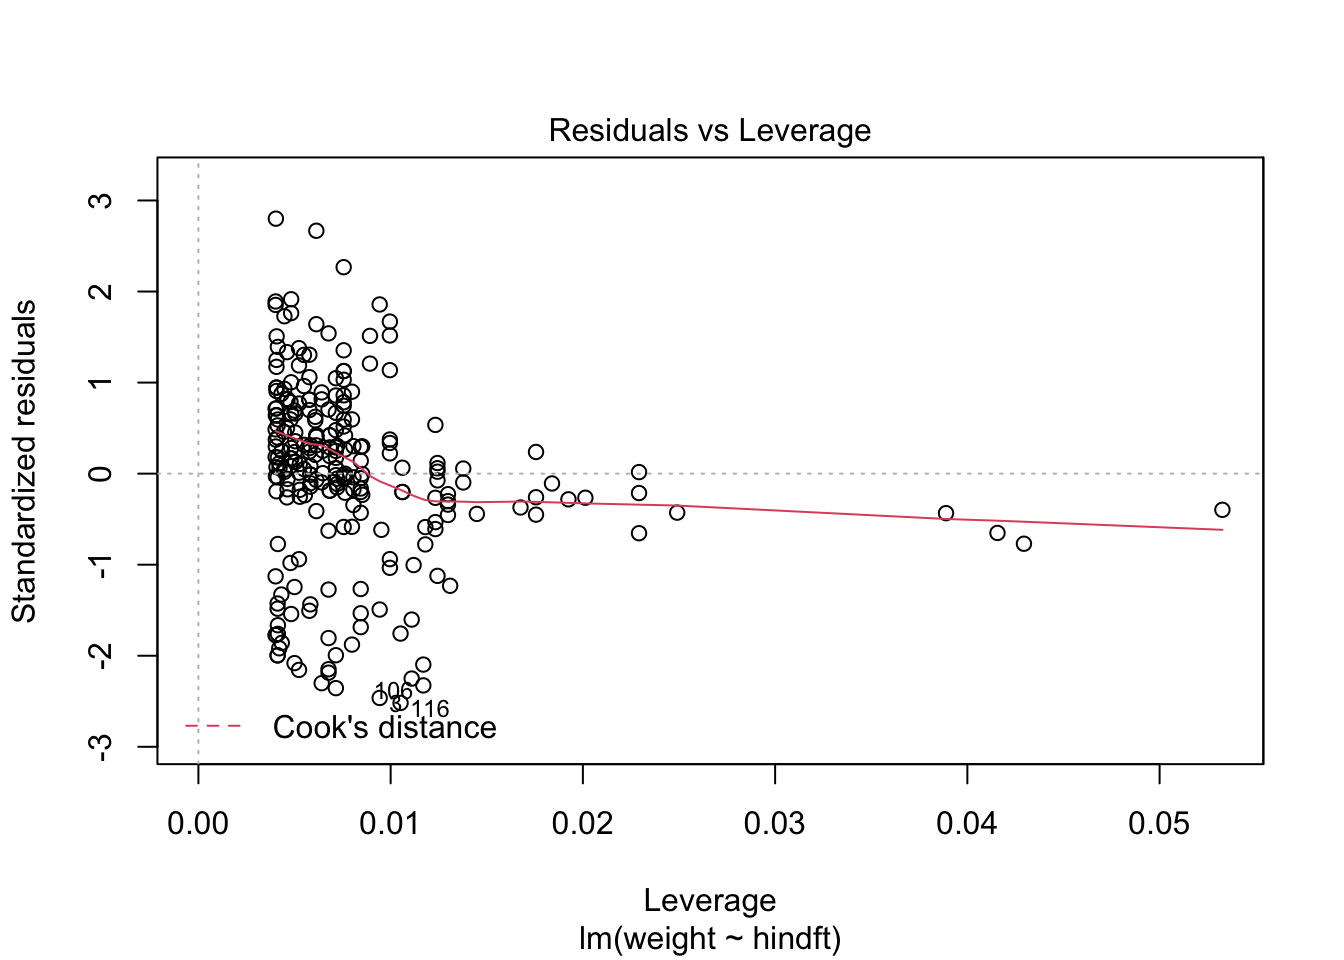 Residuals vs Leverage
Standardized residuals
3
2
1
0
-1
-2
-3
106
3
116
Cook's distance
0.00 0.01 0.02 0.03 0.04 0.05
Leverage
lm(weight ~ hindft)